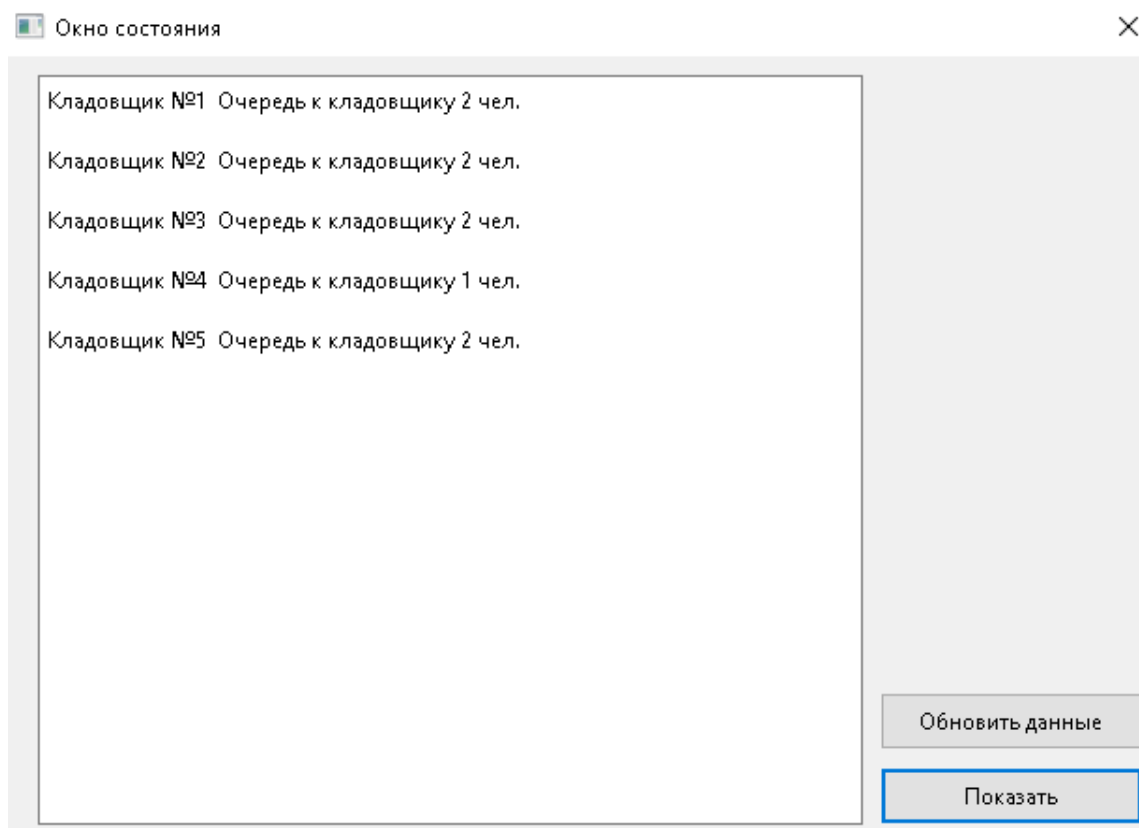 Окно состояния
Кладовщик №1 Очередь к кладовщику 2 чел.
Кладовщик №2 Очередь к кладовщику 2 чел.
Кладовщик №3 Очередь к кладовщику 2 чел.
Кладовщик №4 Очередь к кладовщику 1 чел.
Кладовщик №5 Очередь к кладовщику 2 чел.
Обновить данные
Показать